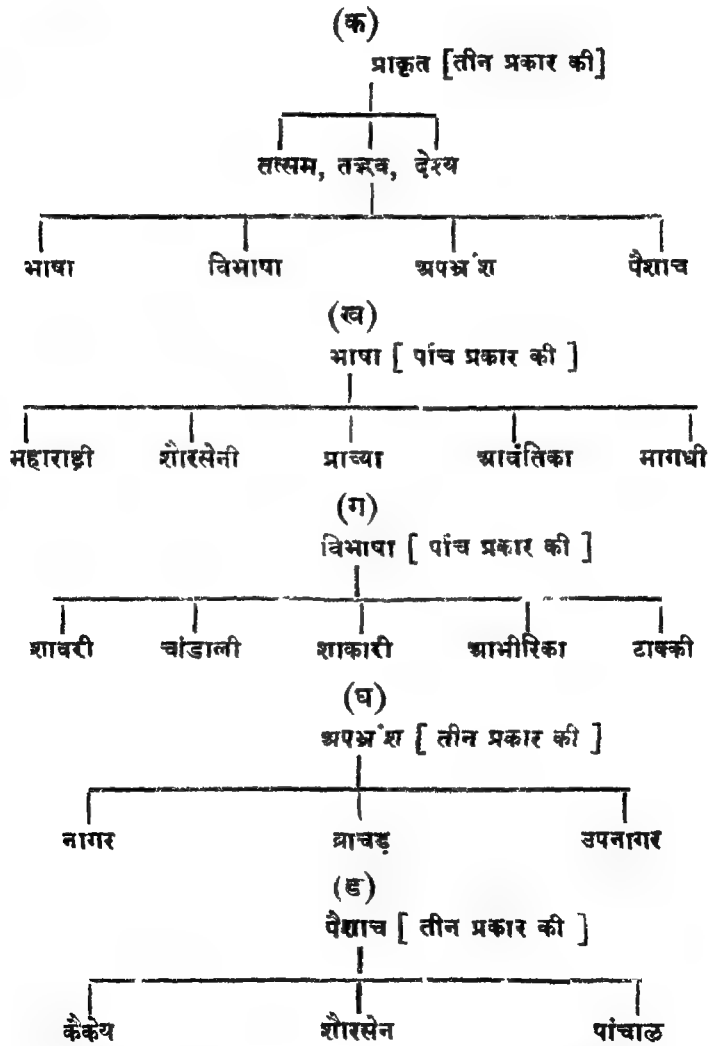 (क)
प्राकृत [तीन प्रकार की]
तत्सम, तद्भव, देश्य
भाषा विभाषा अपभ्रंश पैशाच
(ख)
भाषा [ पांच प्रकार की ]
महाराष्ट्री शौरसेनी प्राच्या आवंतिका मागधी
(ग)
विभाषा [ पांच प्रकार की ]
शाबरी चांडाली शाकारी आभीरिका टाक्की
(घ)
अपभ्रंश [ तीन प्रकार की ]
नागर व्राचड़ उपनागर
(ङ)
पैशाच [ तीन प्रकार की ]
कैकेय शौरसेन पांचाल